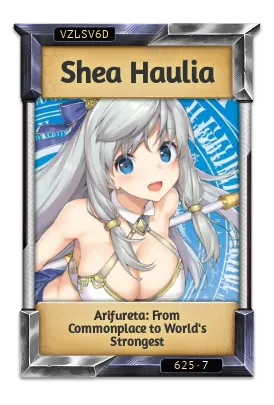 VZLSV6D
Shea Haulia
Arifureta: From
Commonplace to World's
Strongest
625·7